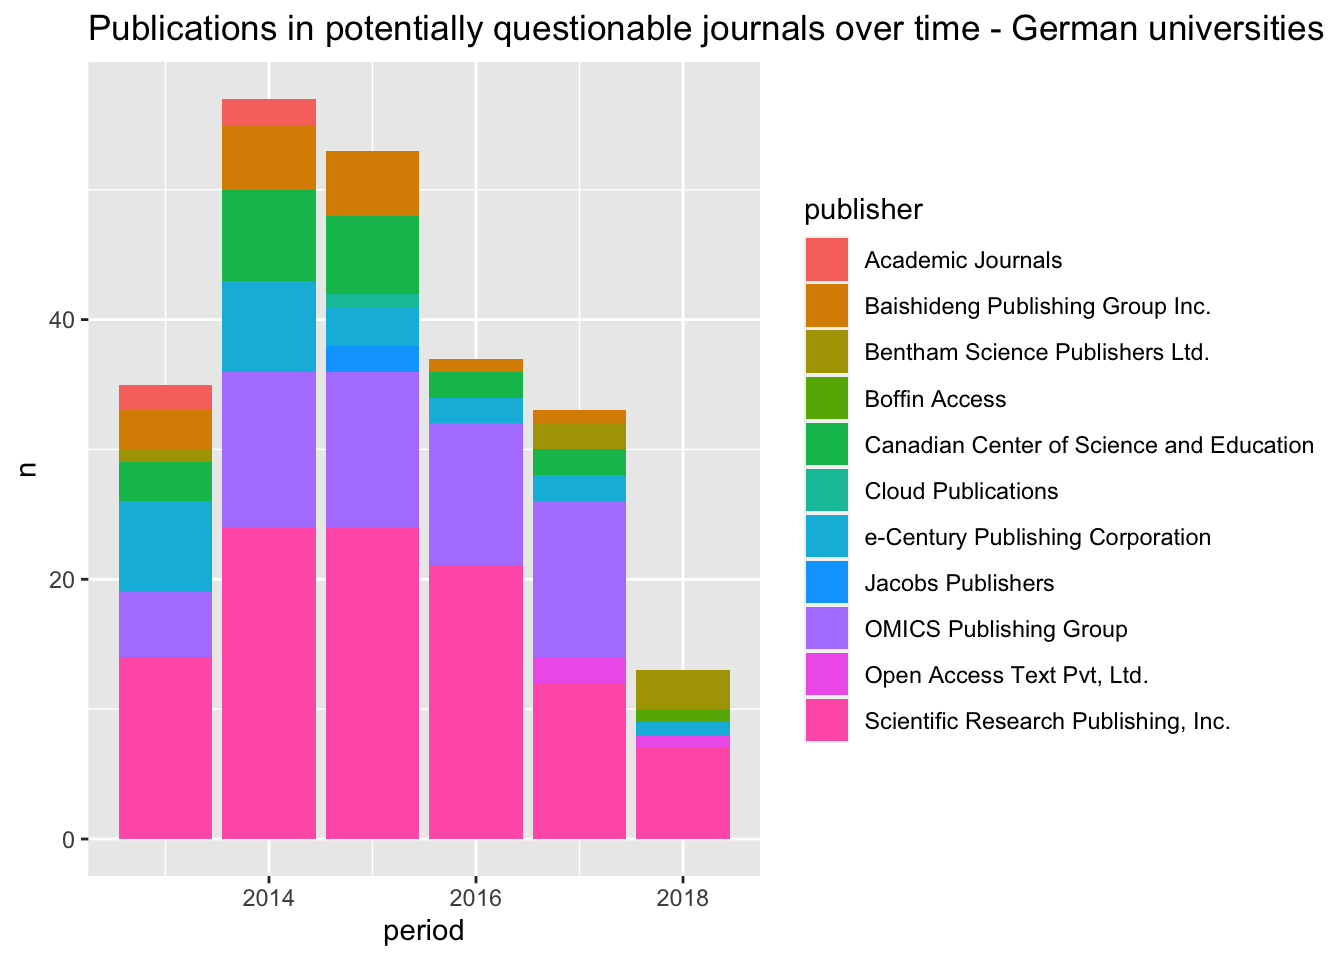 Publications in potentially questionable journals over time - German universities
n
40
20
0
2014
2016
2018
period
publisher
Academic Journals
Baishideng Publishing Group Inc.
Bentham Science Publishers Ltd.
Boffin Access
Canadian Center of Science and Education
Cloud Publications
e-Century Publishing Corporation
Jacobs Publishers
OMICS Publishing Group
Open Access Text Pvt, Ltd.
Scientific Research Publishing, Inc.